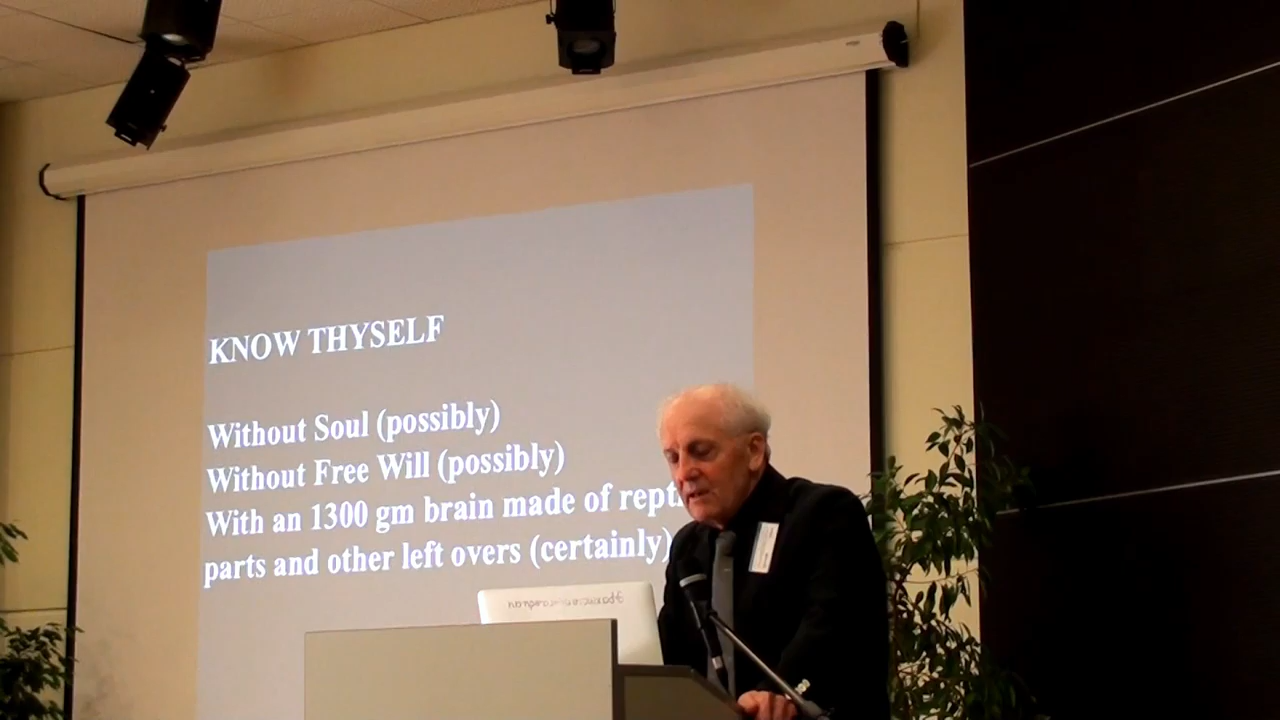 KNOW THYSELF
Without Soul (possibly)
Without Free Will (possibly)
With an 1300 gm brain made of rept
parts and other left overs (certainly)